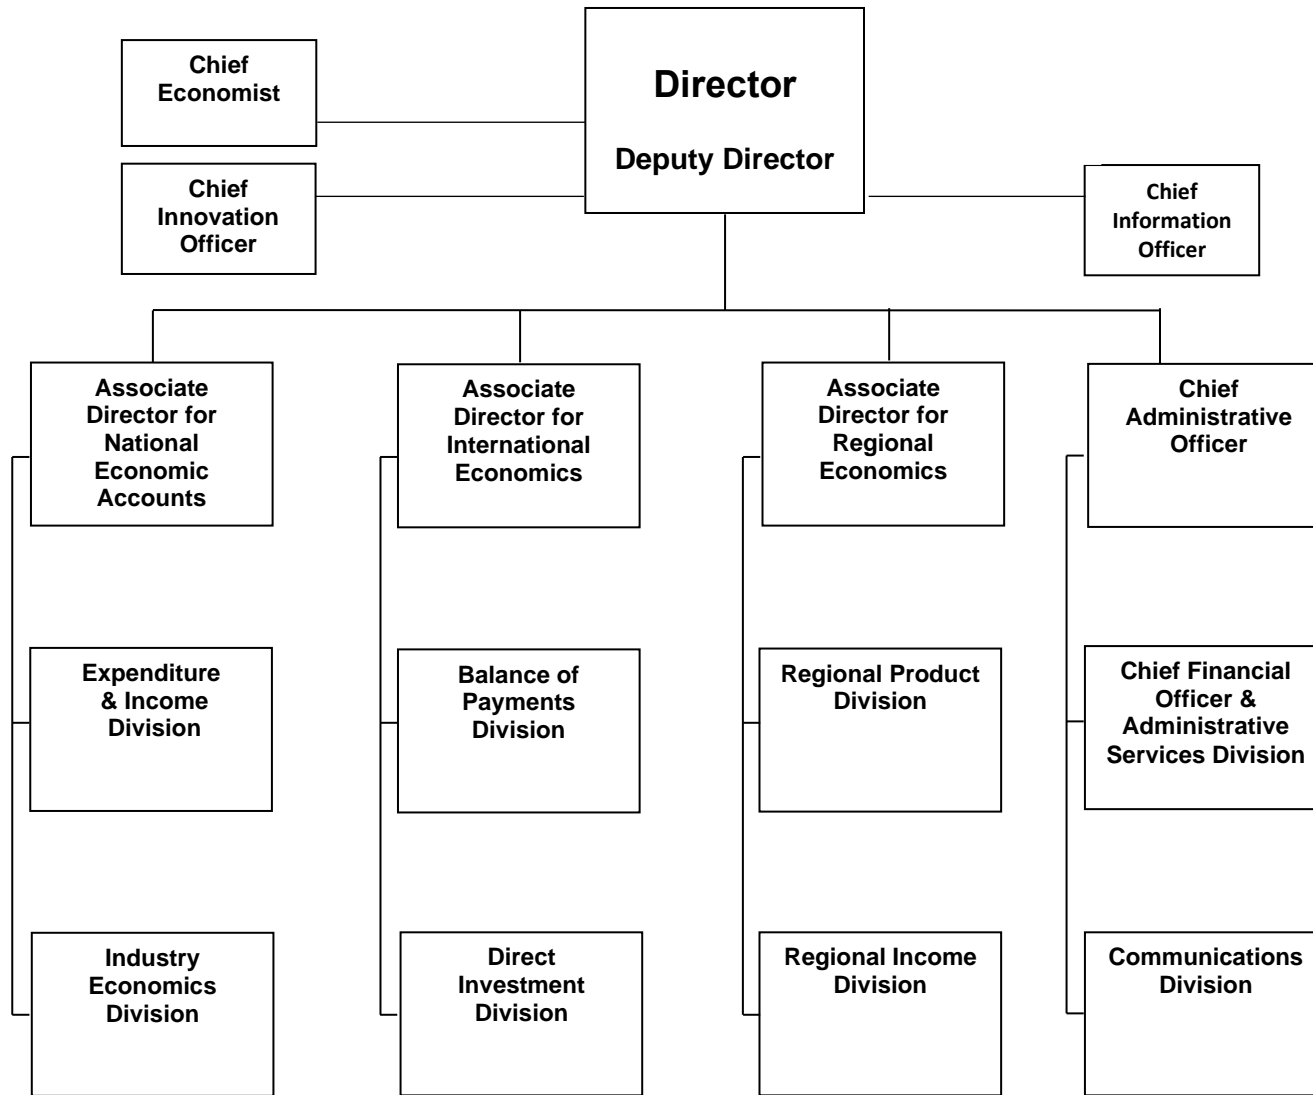 Chief
Economist
Director
Deputy Director
Chief
Innovation
Officer
Chief
Information
Officer
Associate
Director for
National
Economic
Accounts
Associate
Director for
International
Economics
Associate
Director for
Regional
Economics
Chief
Administrative
Officer
Expenditure
& Income
Division
Balance of
Payments
Division
Regional Product
Division
Chief Financial
Officer &
Administrative
Services Division
Industry
Economics
Division
Direct
Investment
Division
Regional Income
Division
Communications
Division